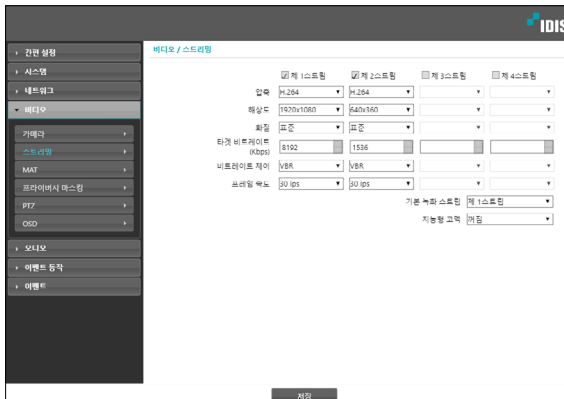 IDIS
비디오 / 스트리밍
간편 설정
시스템
네트워크
비디오
카메라
스트리밍
MAT
프라이버시 마스킹
PTZ
OSD
오디오
이벤트 동작
이벤트
제 1스트림 제 2스트림 제 3스트림 제 4스트림
압축 H.264 H.264
해상도 1920x1080 640x360
화질 표준 표준
타겟 비트레이트
(Kbps) 8192 1536
비트레이트 제어 VBR VBR
프레임 속도 30 ips 30 ips
기본 녹화 스트림 제 1스트림
지능형 코덱 꺼짐
저장